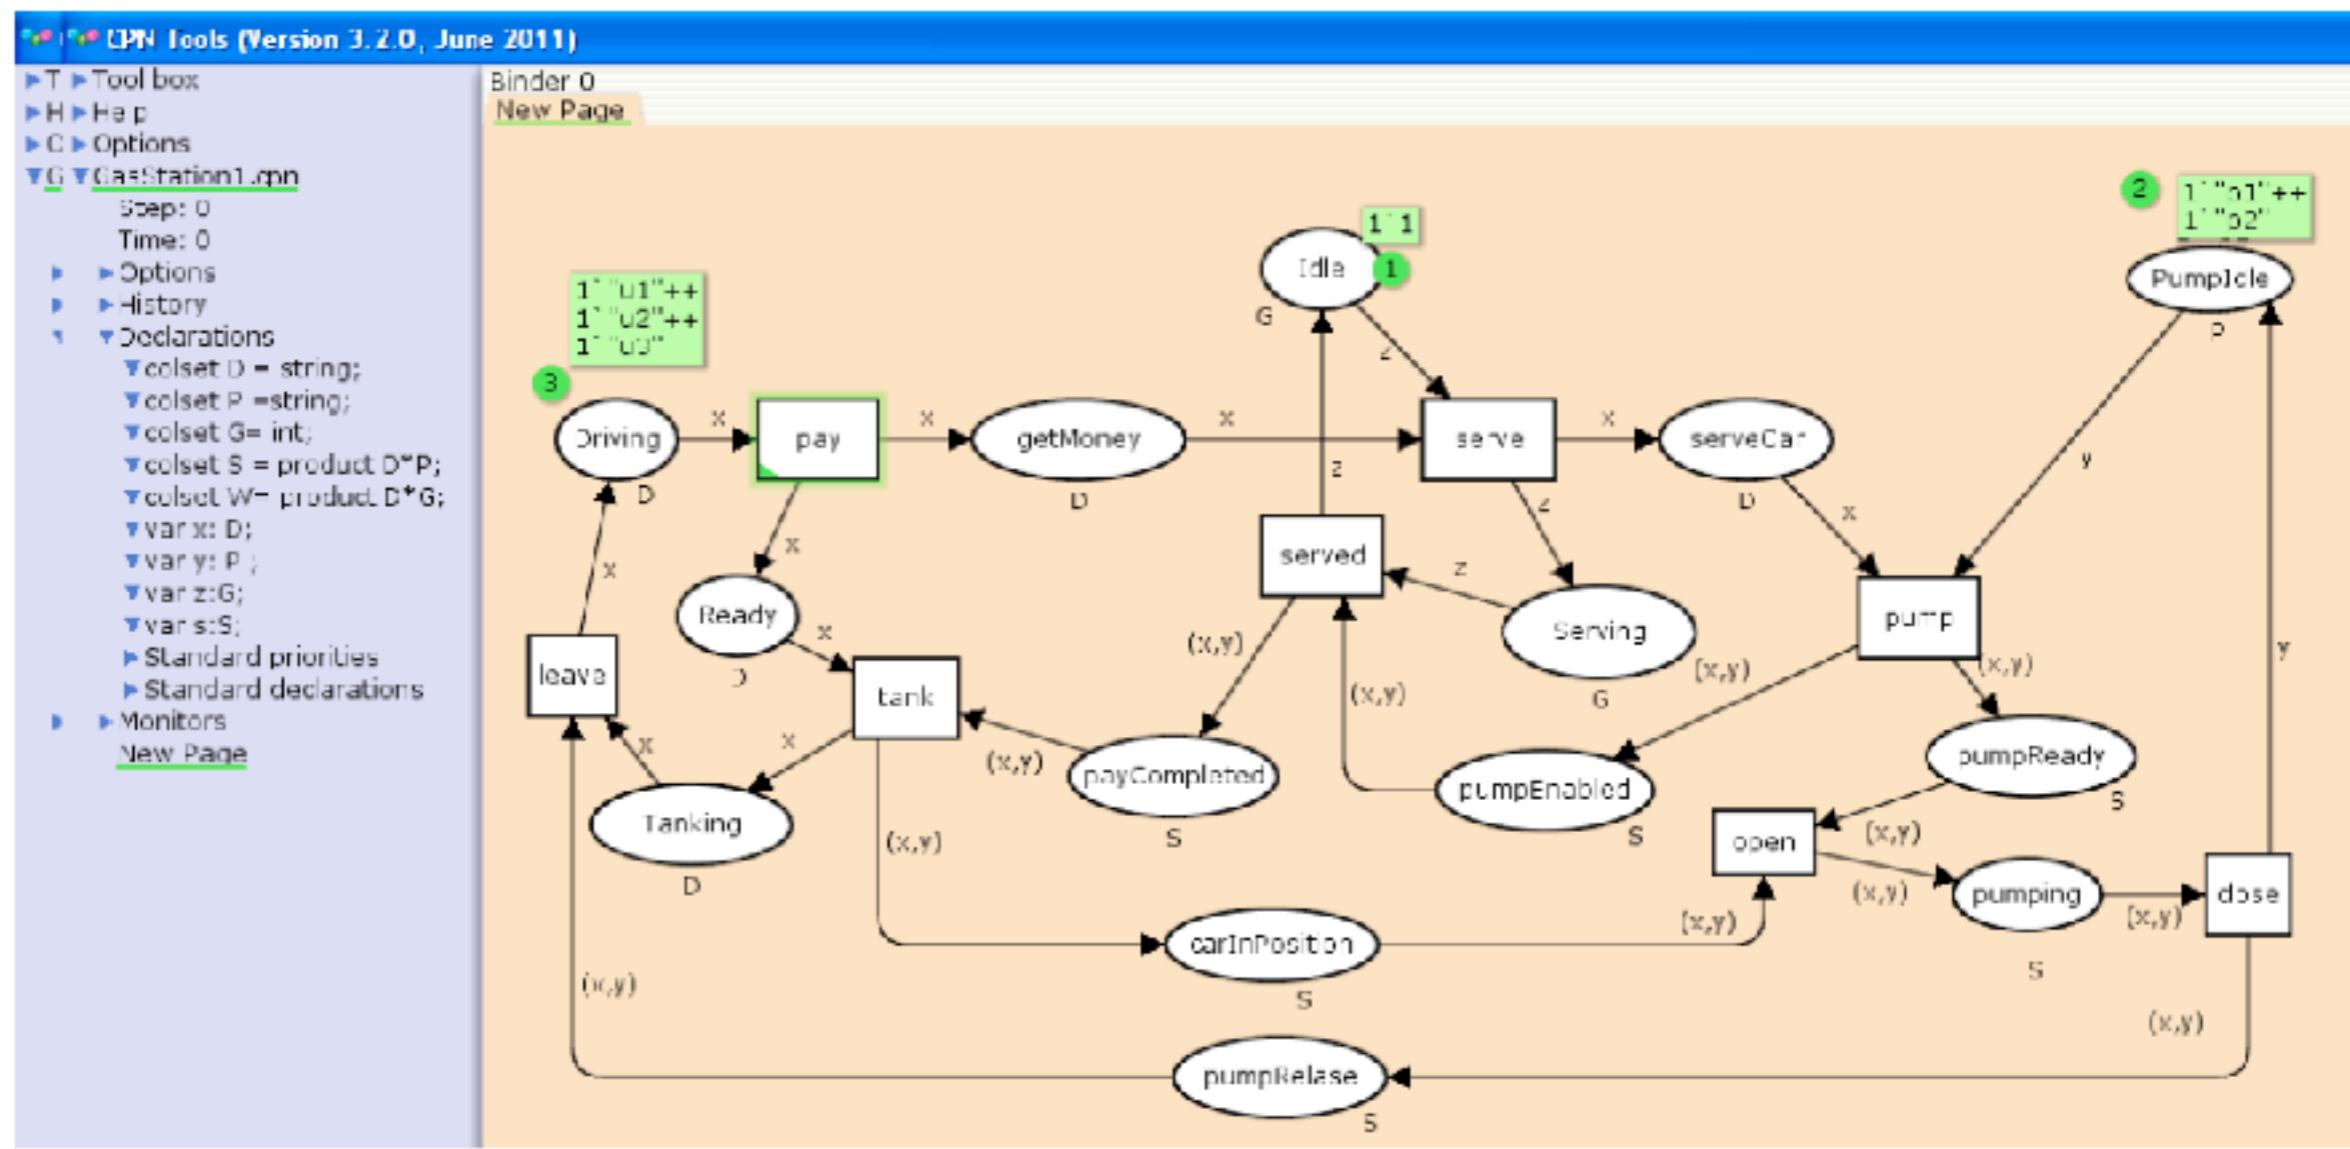 CPN Tools (Version 3.2.0, June 2011)
T Tool box
H Help
O Options
G GasStation1.cpn
Step: 0
Time: 0
Options
History
Declarations
colset D = string;
colset P =string;
colset G= int;
colset S = product D*P;
colset W= product D*G;
var x: D;
var y: P ;
var z:G;
var s:S;
Standard priorities
Standard declarations
Monitors
New Page
Binder 0
New Page
2
1`"p1"++
1`"p2"
1`1
Idle
1
G
PumpIdle
P
1`"u1"++
1`"u2"++
1`"u3"
3
z
Driving
D
x
pay
x
getMoney
D
x
serve
x
serveCar
D
y
z
z
x
served
x
x
Ready
D
x
z
Serving
G
pump
leave
tank
(x,y)
(x,y)
(x,y)
(x,y)
y
x
x
(x,y)
payCompleted
S
pumpEnabled
S
pumpReady
S
Tanking
D
(x,y)
open
(x,y)
(x,y)
pumping
S
(x,y)
close
carInPosition
S
(x,y)
(x,y)
(x,y)
pumpRelase
S